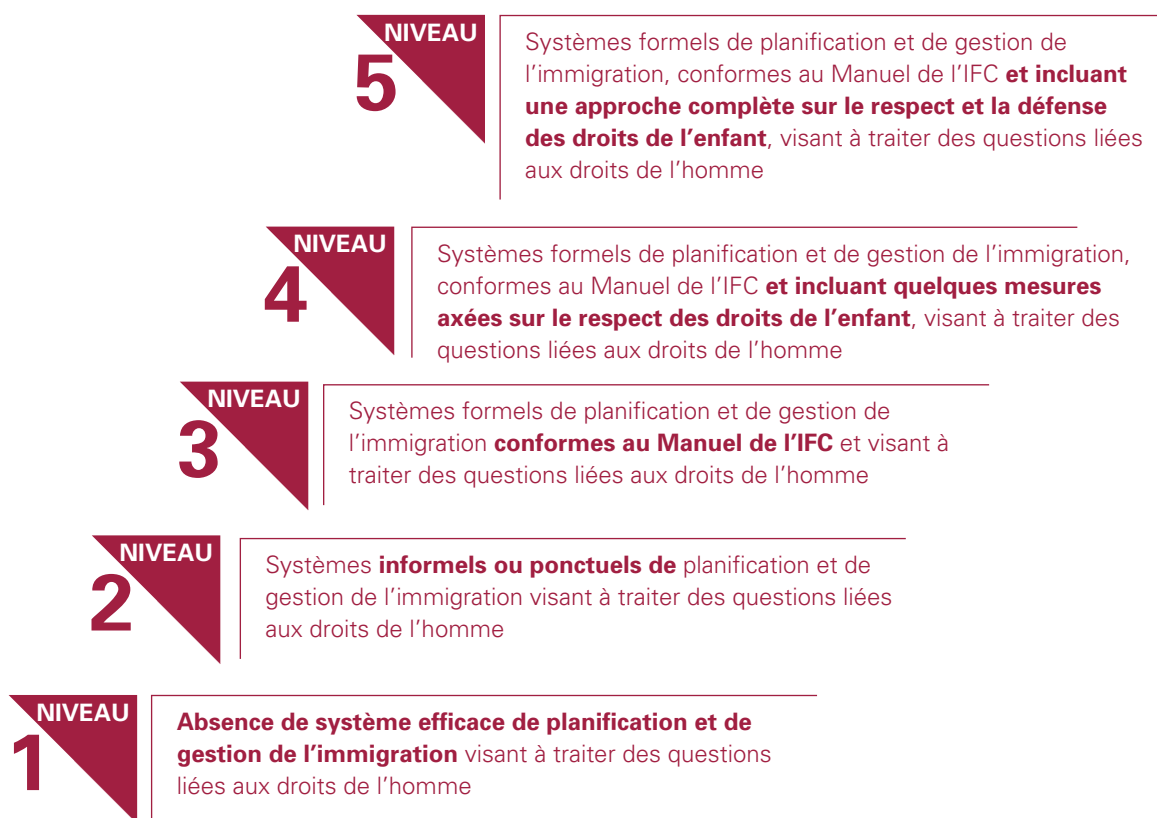 NIVEAU
5
Systèmes formels de planification et de gestion de
l’immigration, conformes au Manuel de l’IFC et incluant
une approche complète sur le respect et la défense
des droits de l’enfant, visant à traiter des questions liées
aux droits de l’homme
NIVEAU
4
Systèmes formels de planification et de gestion de l’immigration,
conformes au Manuel de l’IFC et incluant quelques mesures
axées sur le respect des droits de l’enfant, visant à traiter des
questions liées aux droits de l’homme
NIVEAU
3
Systèmes formels de planification et de gestion de
l’immigration conformes au Manuel de l’IFC et visant à
traiter des questions liées aux droits de l’homme
NIVEAU
2
Systèmes informels ou ponctuels de planification et de
gestion de l’immigration visant à traiter des questions liées
aux droits de l’homme
NIVEAU
1
Absence de système efficace de planification et de
gestion de l’immigration visant à traiter des questions
liées aux droits de l’homme